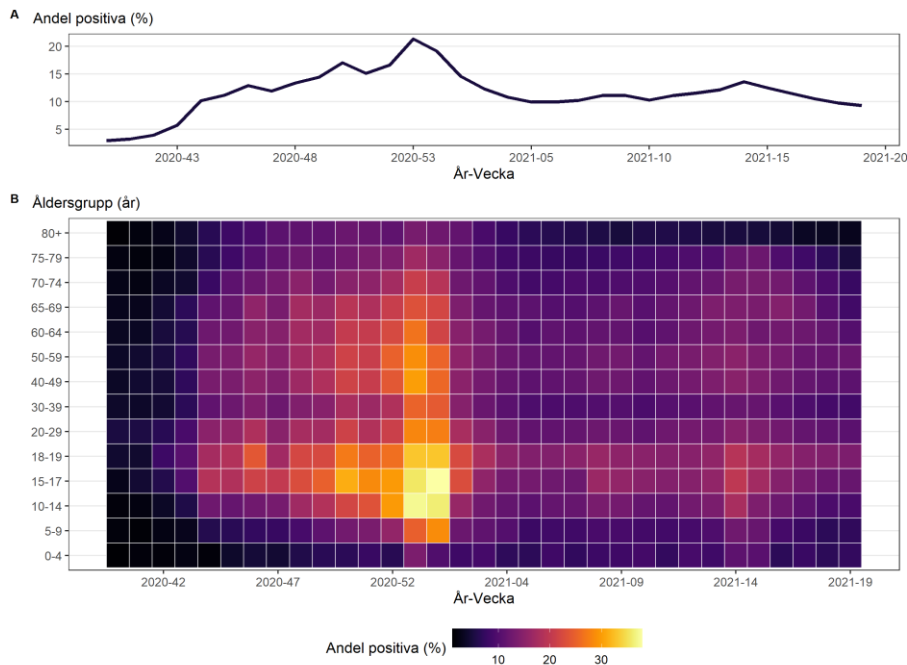 A Andel positiva (%)
20
15
10
5
2020-43 2020-48 2020-53 2021-05 2021-10 2021-15 2021-20
År-Vecka
B Åldersgrupp (år)
80+
75-79
70-74
65-69
60-64
50-59
40-49
30-39
20-29
18-19
15-17
10-14
5-9
0-4
2020-42 2020-47 2020-52 2021-04 2021-09 2021-14 2021-19
År-Vecka
Andel positiva (%)
10 20 30